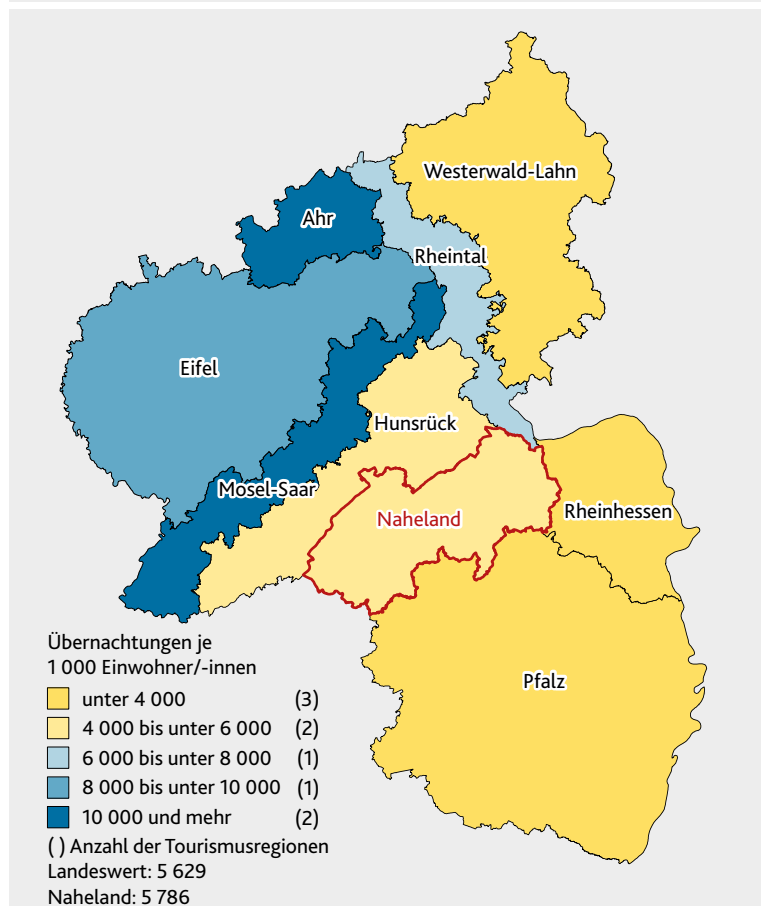 Westerwald-Lahn
Ahr
Rheintal
Eifel
Hunsrück
Mosel-Saar
Naheland
Rheinhessen
Pfalz
Übernachtungen je
1 000 Einwohner/-innen
unter 4 000 (3)
4 000 bis unter 6 000 (2)
6 000 bis unter 8 000 (1)
8 000 bis unter 10 000 (1)
10 000 und mehr (2)
( ) Anzahl der Tourismusregionen
Landeswert: 5 629
Naheland: 5 786